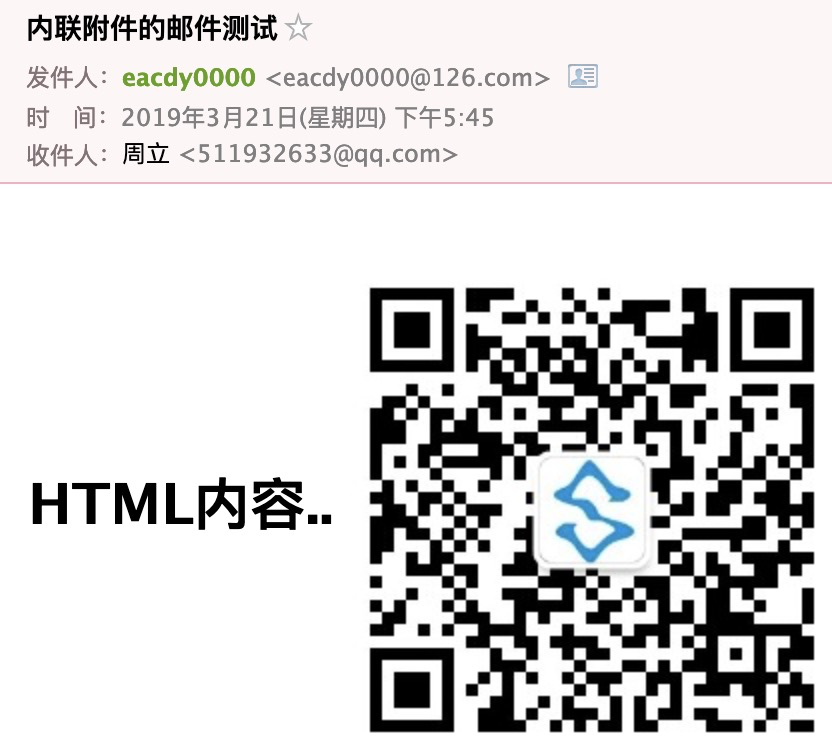 内联附件的邮件测试
发件人：eacdy0000 <eacdy0000@126.com>
时　间：2019年3月21日(星期四) 下午5:45
收件人：周立 <511932633@qq.com>
HTML内容..